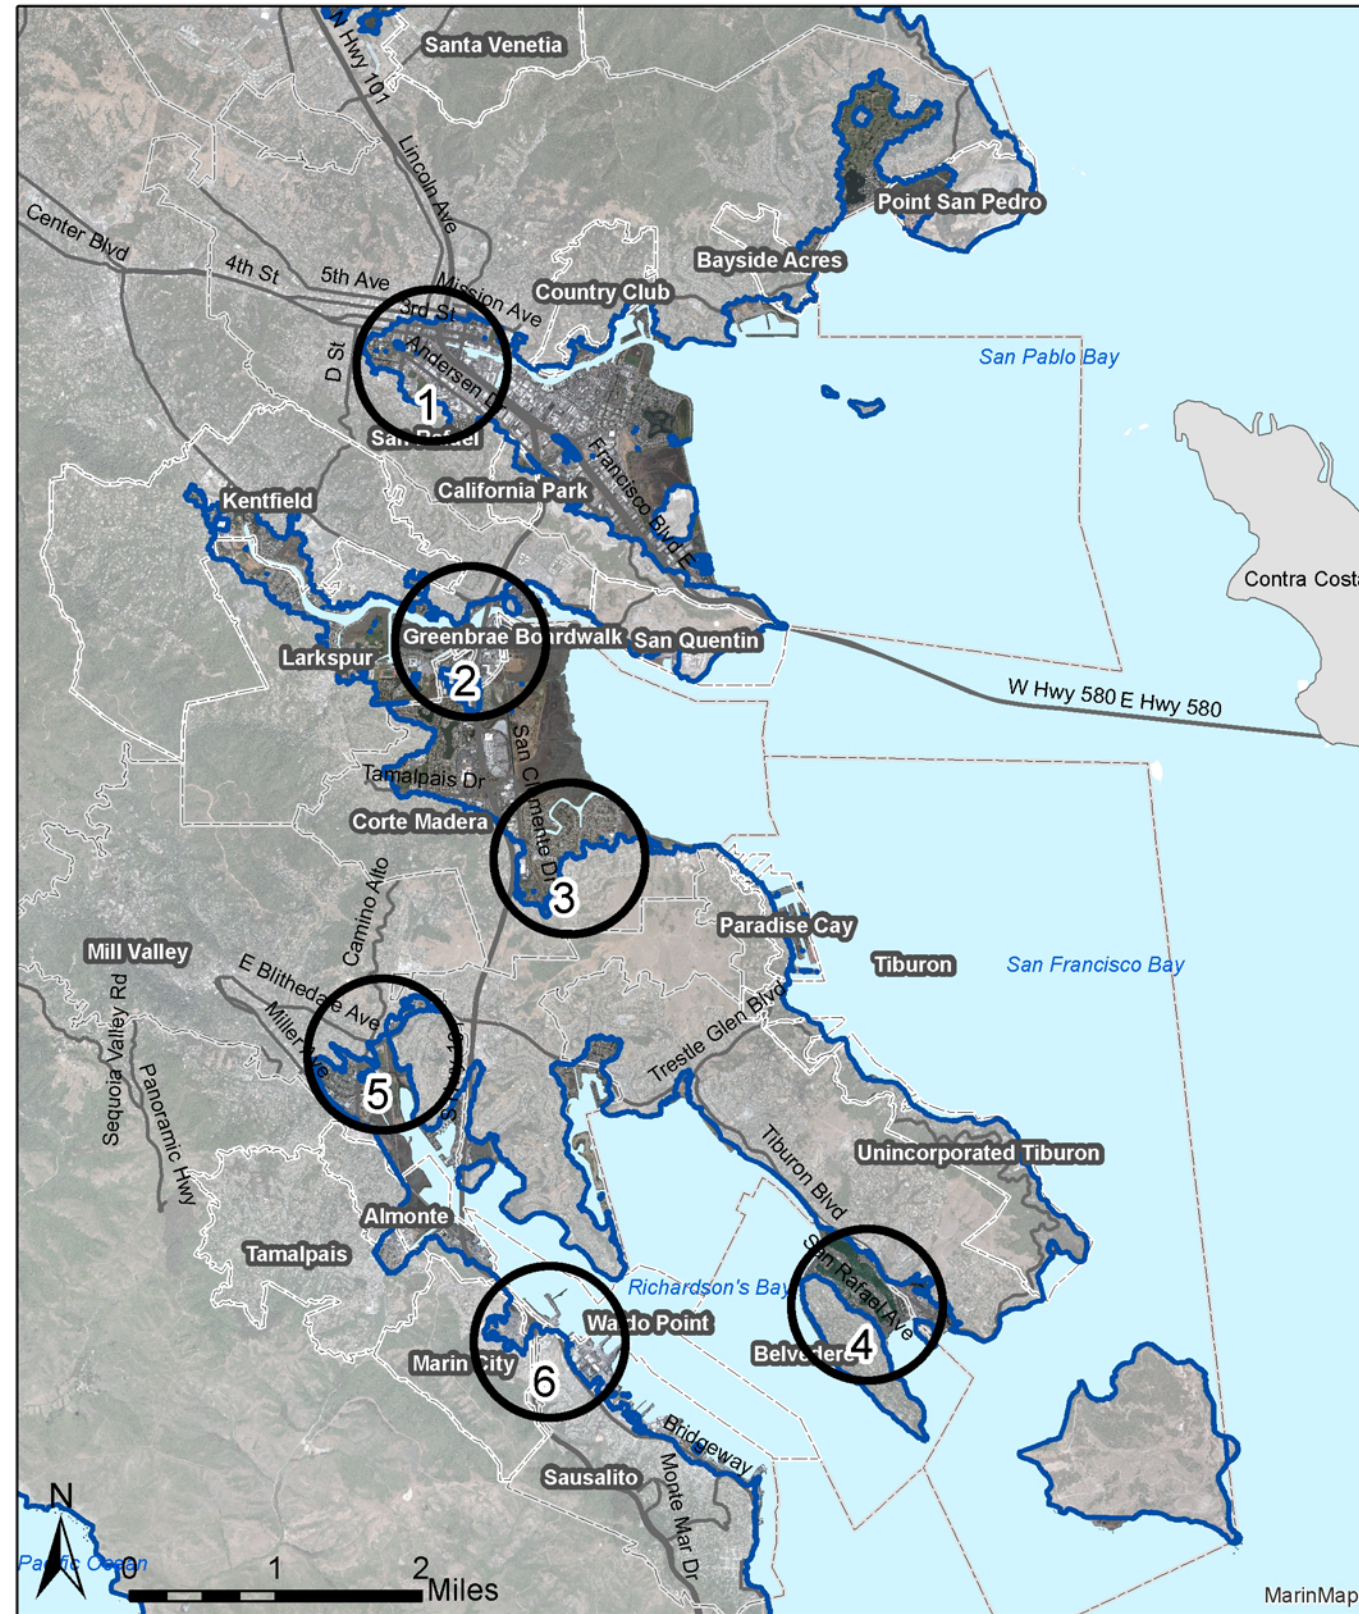 Santa Venetia
N Hwy 101
Lincoln Ave
Point San Pedro
Center Blvd
4th St
5th Ave
Mission Ave
Bayside Acres
Country Club
3rd St
D St
Andersen Dr
San Pablo Bay
1
San Rafael
Francisco Blvd E
California Park
Kentfield
Contra Costa
Greenbrae Boardwalk
San Quentin
Larkspur
2
W Hwy 580 E Hwy 580
San Clemente Dr
Tamalpais Dr
Corte Madera
3
Camino Alto
Paradise Cay
Mill Valley
Tiburon
San Francisco Bay
E Blithedale Ave
Sequoia Valley Rd
Miller Ave
Trestle Glen Blvd
5
Panoramic Hwy
Tiburon Blvd
Unincorporated Tiburon
Almonte
Tamalpais
San Rafael Ave
Richardson's Bay
Waldo Point
Belvedere
4
Marin City
6
Bridgeway
Sausalito
Monte Mar Dr
N
Pacific Ocean
0 1 2
Miles
MarinMap